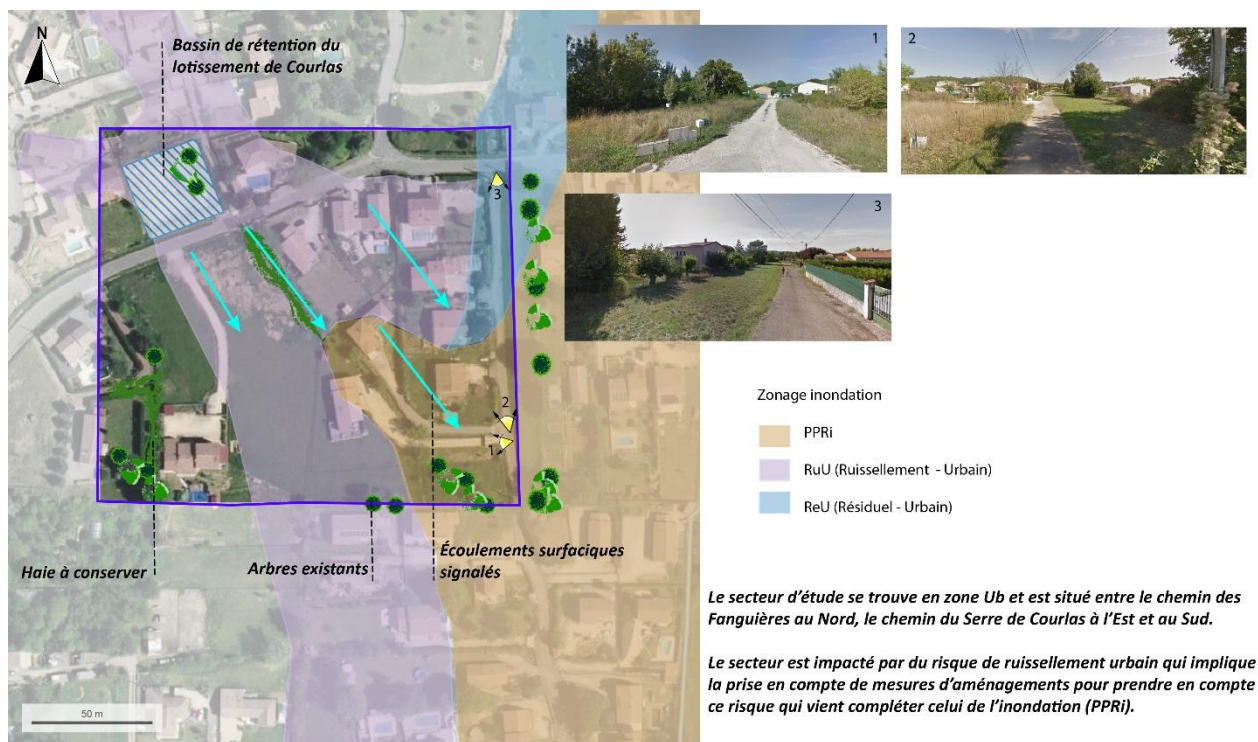 N
Bassin de rétention du
lotissement de Courlas
3
2
1
Haie à conserver
Arbres existants
Écoulements surfaciques
signalés
50 m
1
2
3
Zonage inondation
PPRi
RuU (Ruissellement - Urbain)
ReU (Résiduel - Urbain)
Le secteur d'étude se trouve en zone Ub et est situé entre le chemin des
Fanguières au Nord, le chemin du Serre de Courlas à l'Est et au Sud.
Le secteur est impacté par du risque de ruissellement urbain qui implique
la prise en compte de mesures d'aménagements pour prendre en compte
ce risque qui vient compléter celui de l'inondation (PPRi).